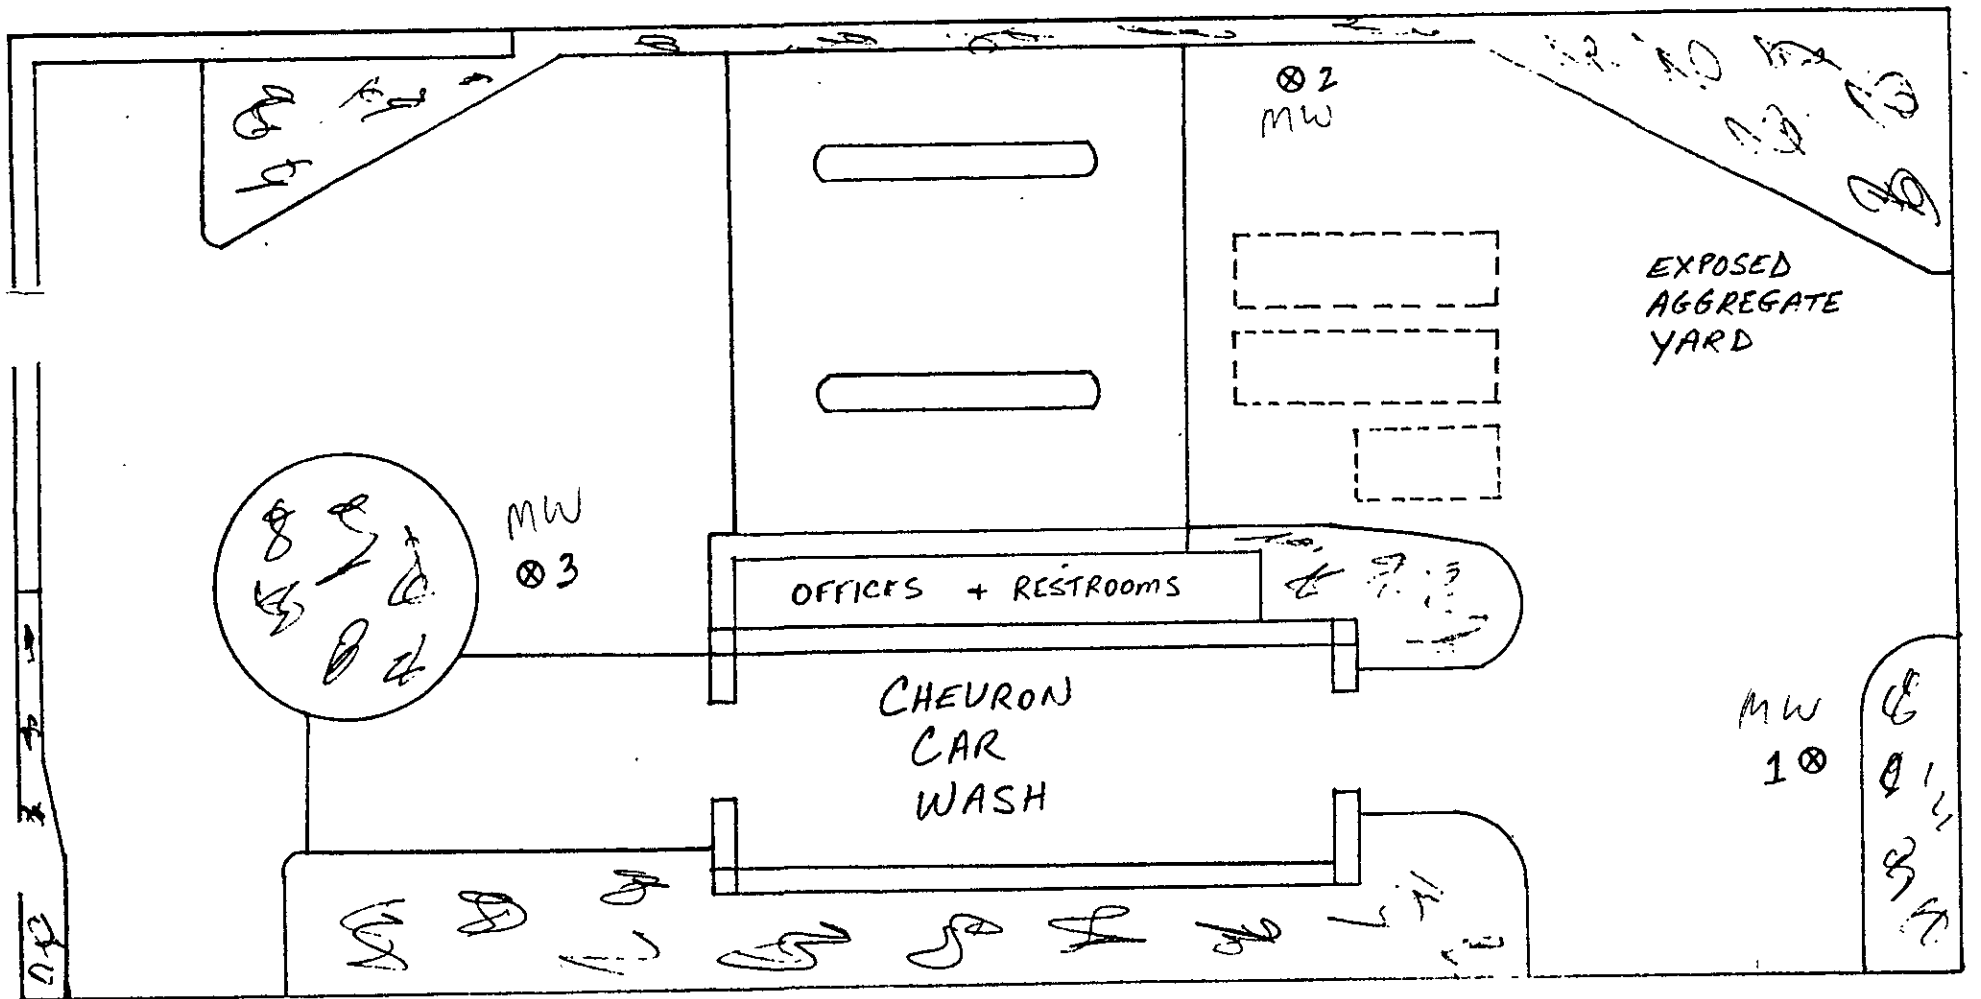 ⊗ 2
MW
EXPOSED
AGGREGATE
YARD
MW
⊗ 3
OFFICES + RESTROOMS
CHEVRON
CAR
WASH
MW
1 ⊗